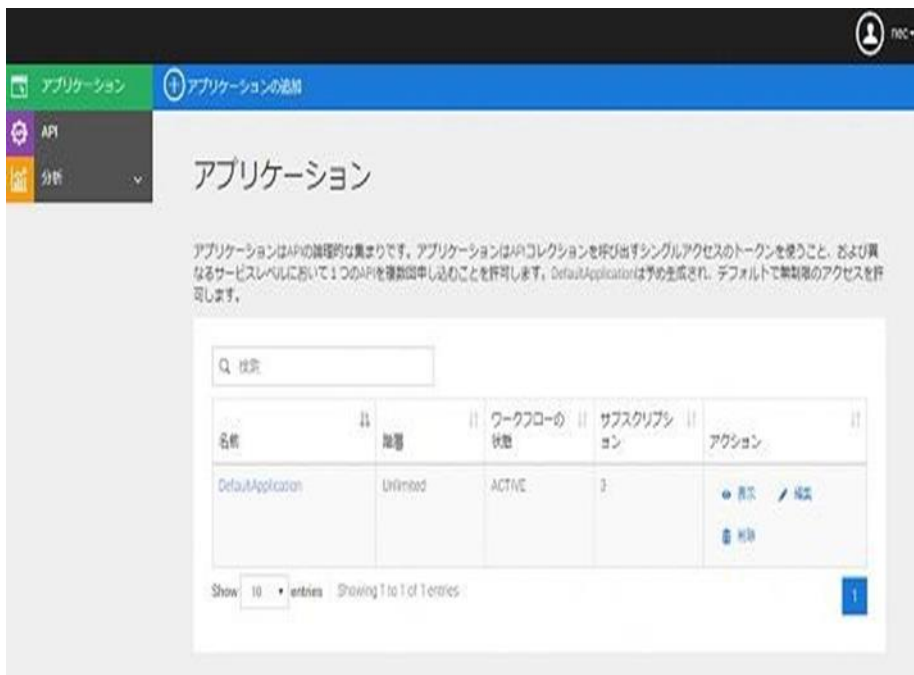 nec
アプリケーション
アプリケーションの追加
API
分析
アプリケーション
アプリケーションはAPIの論理的な集まりです。アプリケーションはAPIコレクションを呼び出すシングルアクセスのトークンを使うこと、および異
なるサービスレベルにおいて1つのAPIを複数回申し込むことを許可します。DefaultApplicationは予め生成され、デフォルトで無制限のアクセスを許
可します。
検索
名前 階層 ワークフローの状態 サブスクリプション アクション
DefaultApplication Unlimited ACTIVE 表示 編集
削除
Show 10 entries Showing 1 to 1 of 1 entries 1